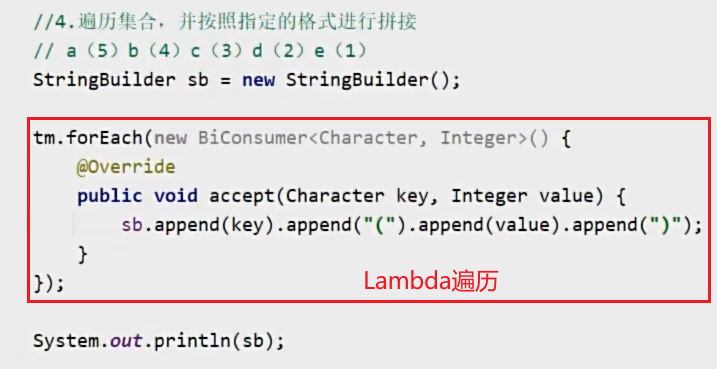 //4.遍历集合，并按照指定的格式进行拼接
// a（5）b（4）c（3）d（2）e（1）
StringBuilder sb = new StringBuilder();
tm.forEach(new BiConsumer<Character, Integer>() {
@Override
public void accept(Character key, Integer value) {
sb.append(key).append("(").append(value).append(")");
}
});
Lambda遍历
System.out.println(sb);